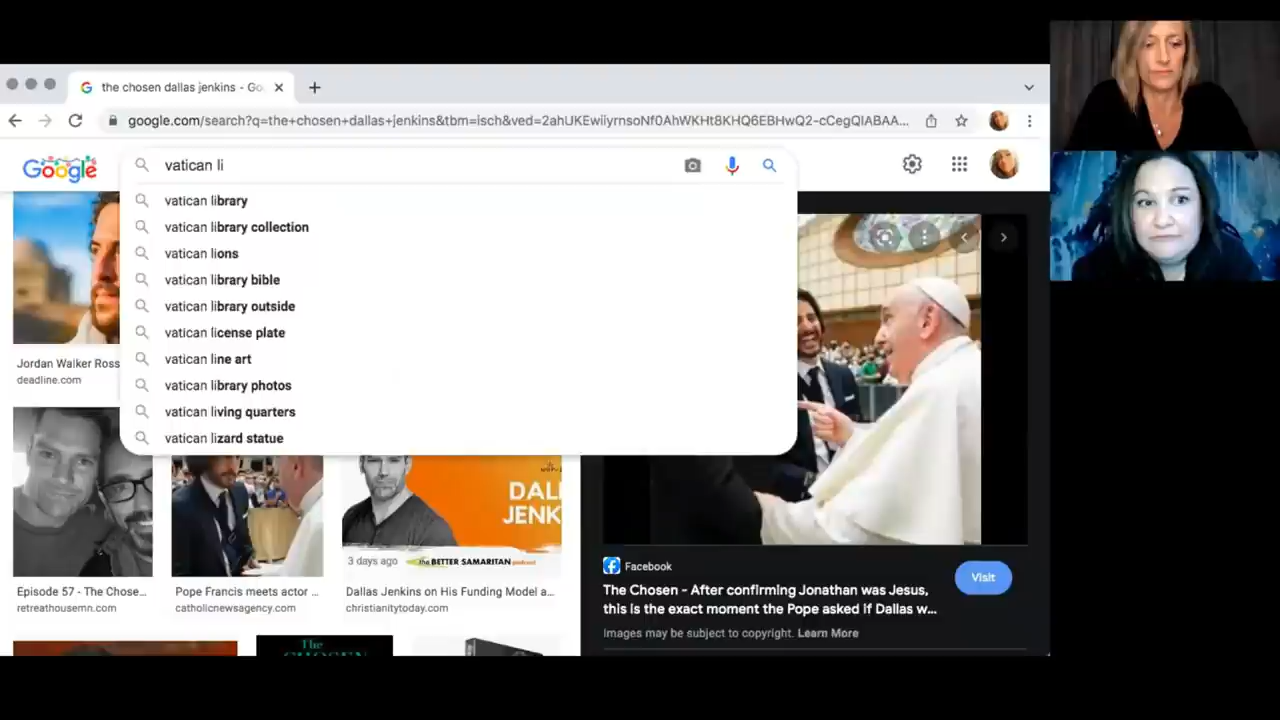 the chosen dallas jenkins - Go
google.com/search?q=the+chosen+dallas+jenkins&tbm=isch&ved=2ahUKEwiiyrnsoNf0AhWKHt8KHQ6EBHwQ2-cCegQIABAA...
Google
vatican li
vatican library
vatican library collection
vatican lions
vatican library bible
vatican library outside
vatican license plate
vatican line art
vatican library photos
vatican living quarters
vatican lizard statue
Jordan Walker Ross
deadline.com
DAL
JENK
3 days ago
the BETTER SAMARITAN podcast
Episode 57 - The Chose...
retreathousemn.com
Pope Francis meets actor ...
catholicnewsagency.com
Dallas Jenkins on His Funding Model a...
christianitytoday.com
Facebook
Visit
The Chosen - After confirming Jonathan was Jesus,
this is the exact moment the Pope asked if Dallas w...
Images may be subject to copyright. Learn More
The
CHOSEN